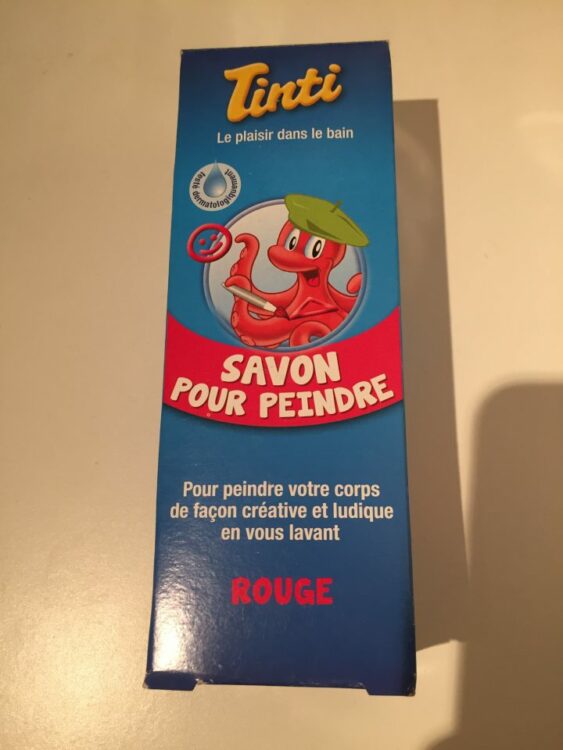 Tinti
Le plaisir dans le bain
testé dermatologiquement
SAVON
POUR PEINDRE
Pour peindre votre corps
de façon créative et ludique
en vous lavant
ROUGE